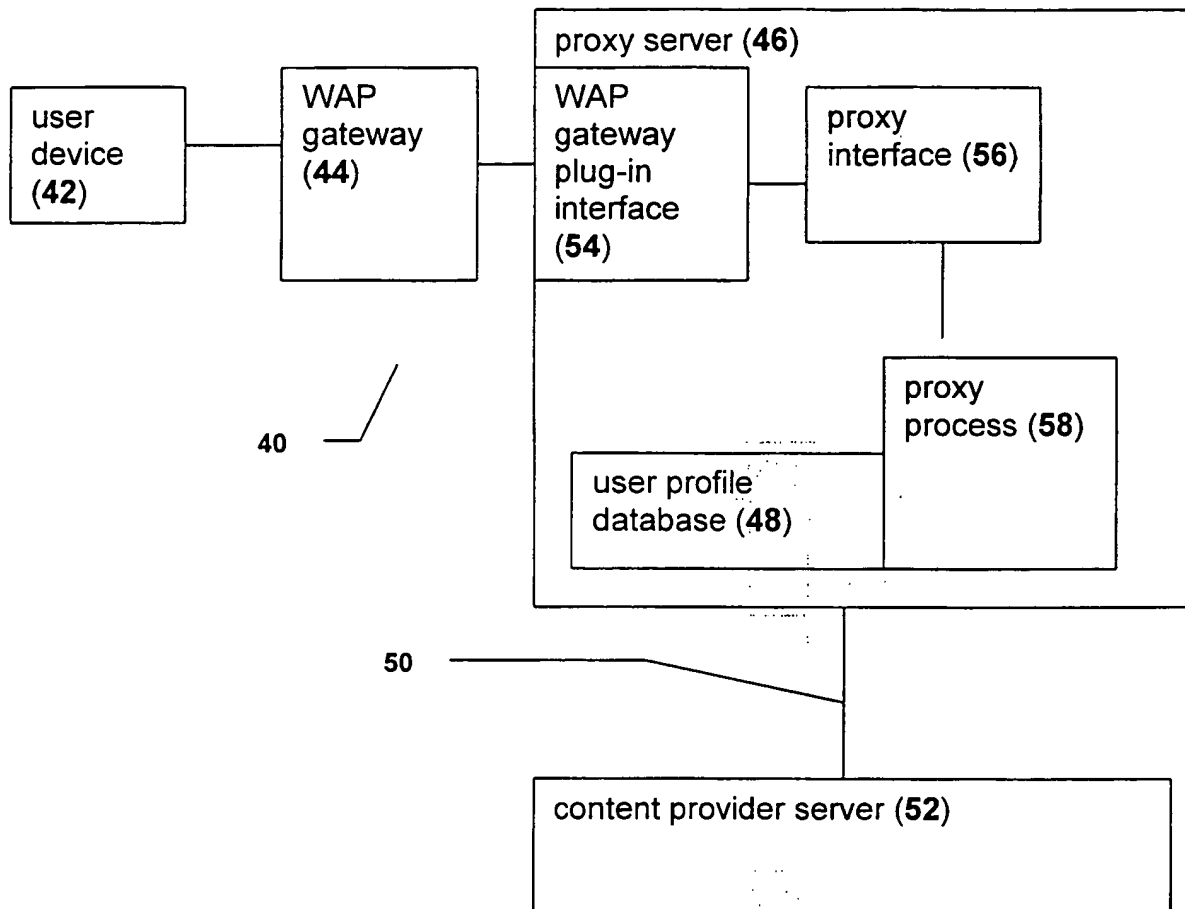 proxy server (46)
user
device
(42)
WAP
gateway
(44)
WAP
gateway
plug-in
interface
(54)
proxy
interface (56)
40
proxy
process (58)
user profile
database (48)
50
content provider server (52)